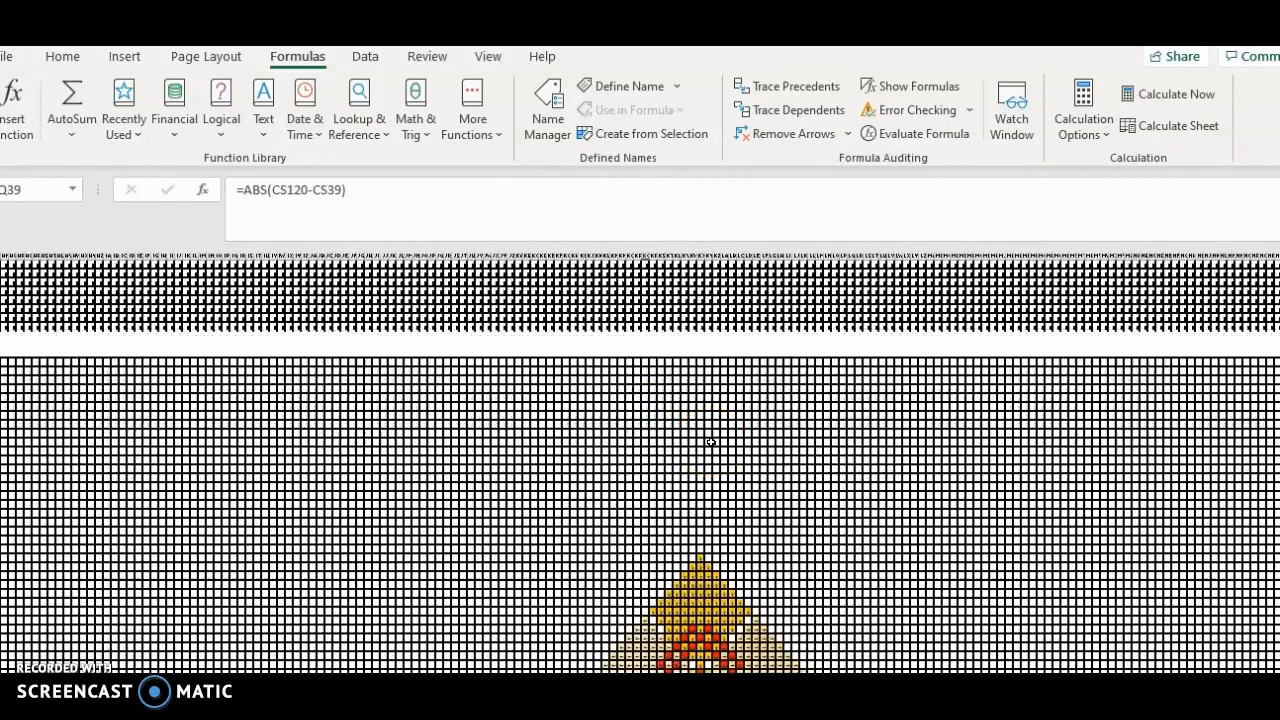 ile Home Insert Page Layout Formulas Data Review View Help Share Comm
fx
nsert nction
AutoSum
Recently Used
Financial
Logical
Text
Date & Time
Lookup & Reference
Math & Trig
More Functions
Function Library
Name Manager
Define Name
Use in Formula
Create from Selection
Defined Names
Trace Precedents
Trace Dependents
Remove Arrows
Show Formulas
Error Checking
Evaluate Formula
Formula Auditing
Watch Window
Calculation Options
Calculate Now
Calculate Sheet
Calculation
Q39 fx =ABS(CS120-CS39)
RECORDED WITH
SCREENCAST MATIC